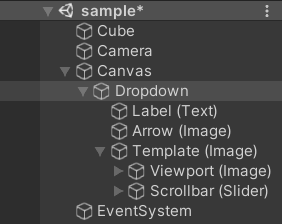 sample*
Cube
Camera
Canvas
Dropdown
Label (Text)
Arrow (Image)
Template (Image)
Viewport (Image)
Scrollbar (Slider)
EventSystem